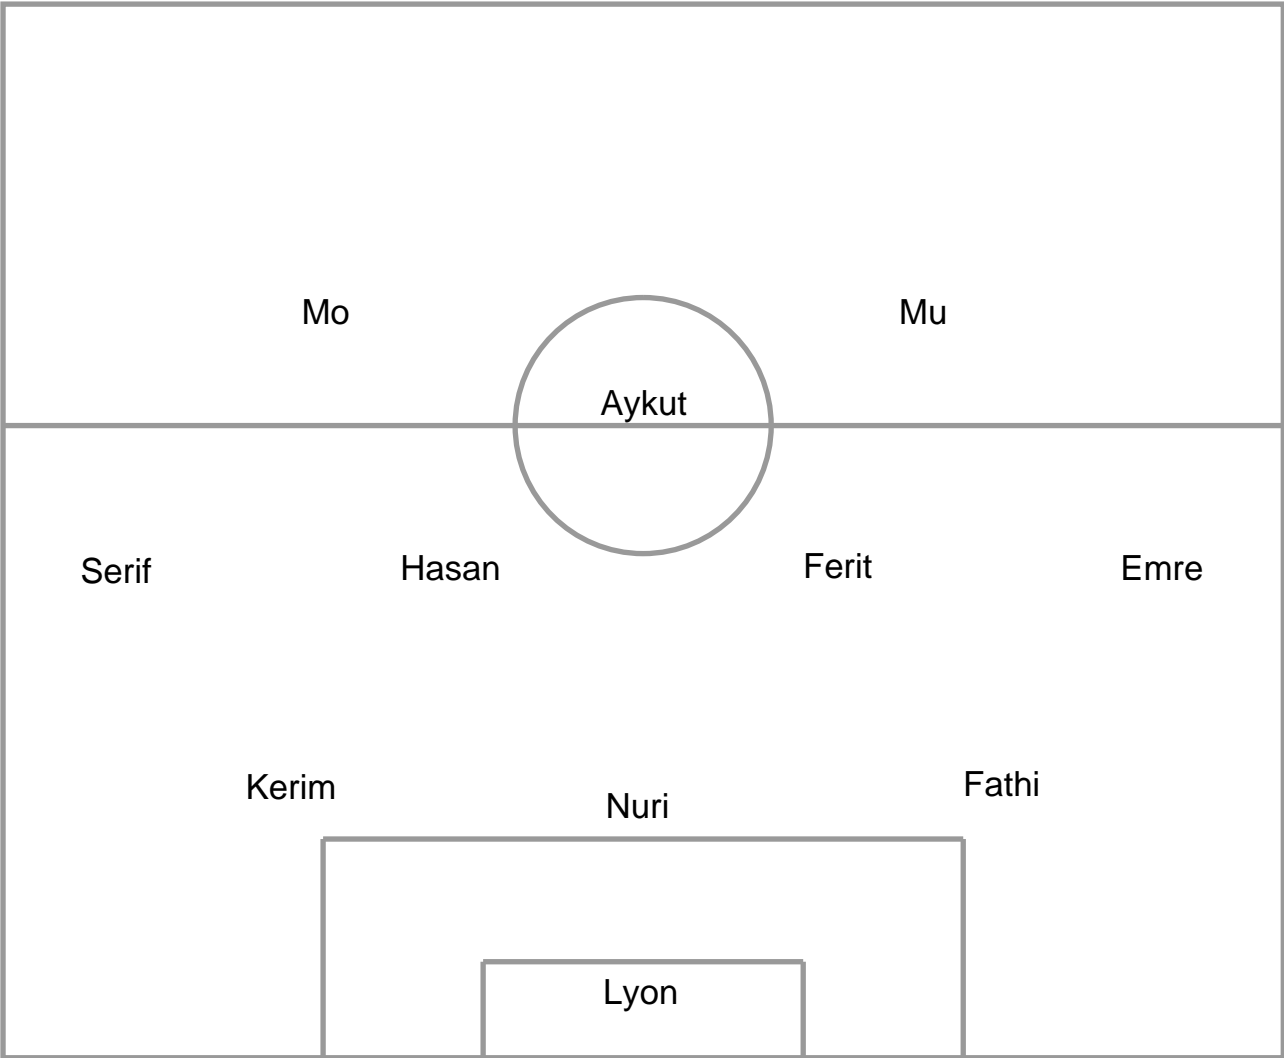 Mo
Mu
Aykut
Serif
Hasan
Ferit
Emre
Kerim
Nuri
Fathi
Lyon